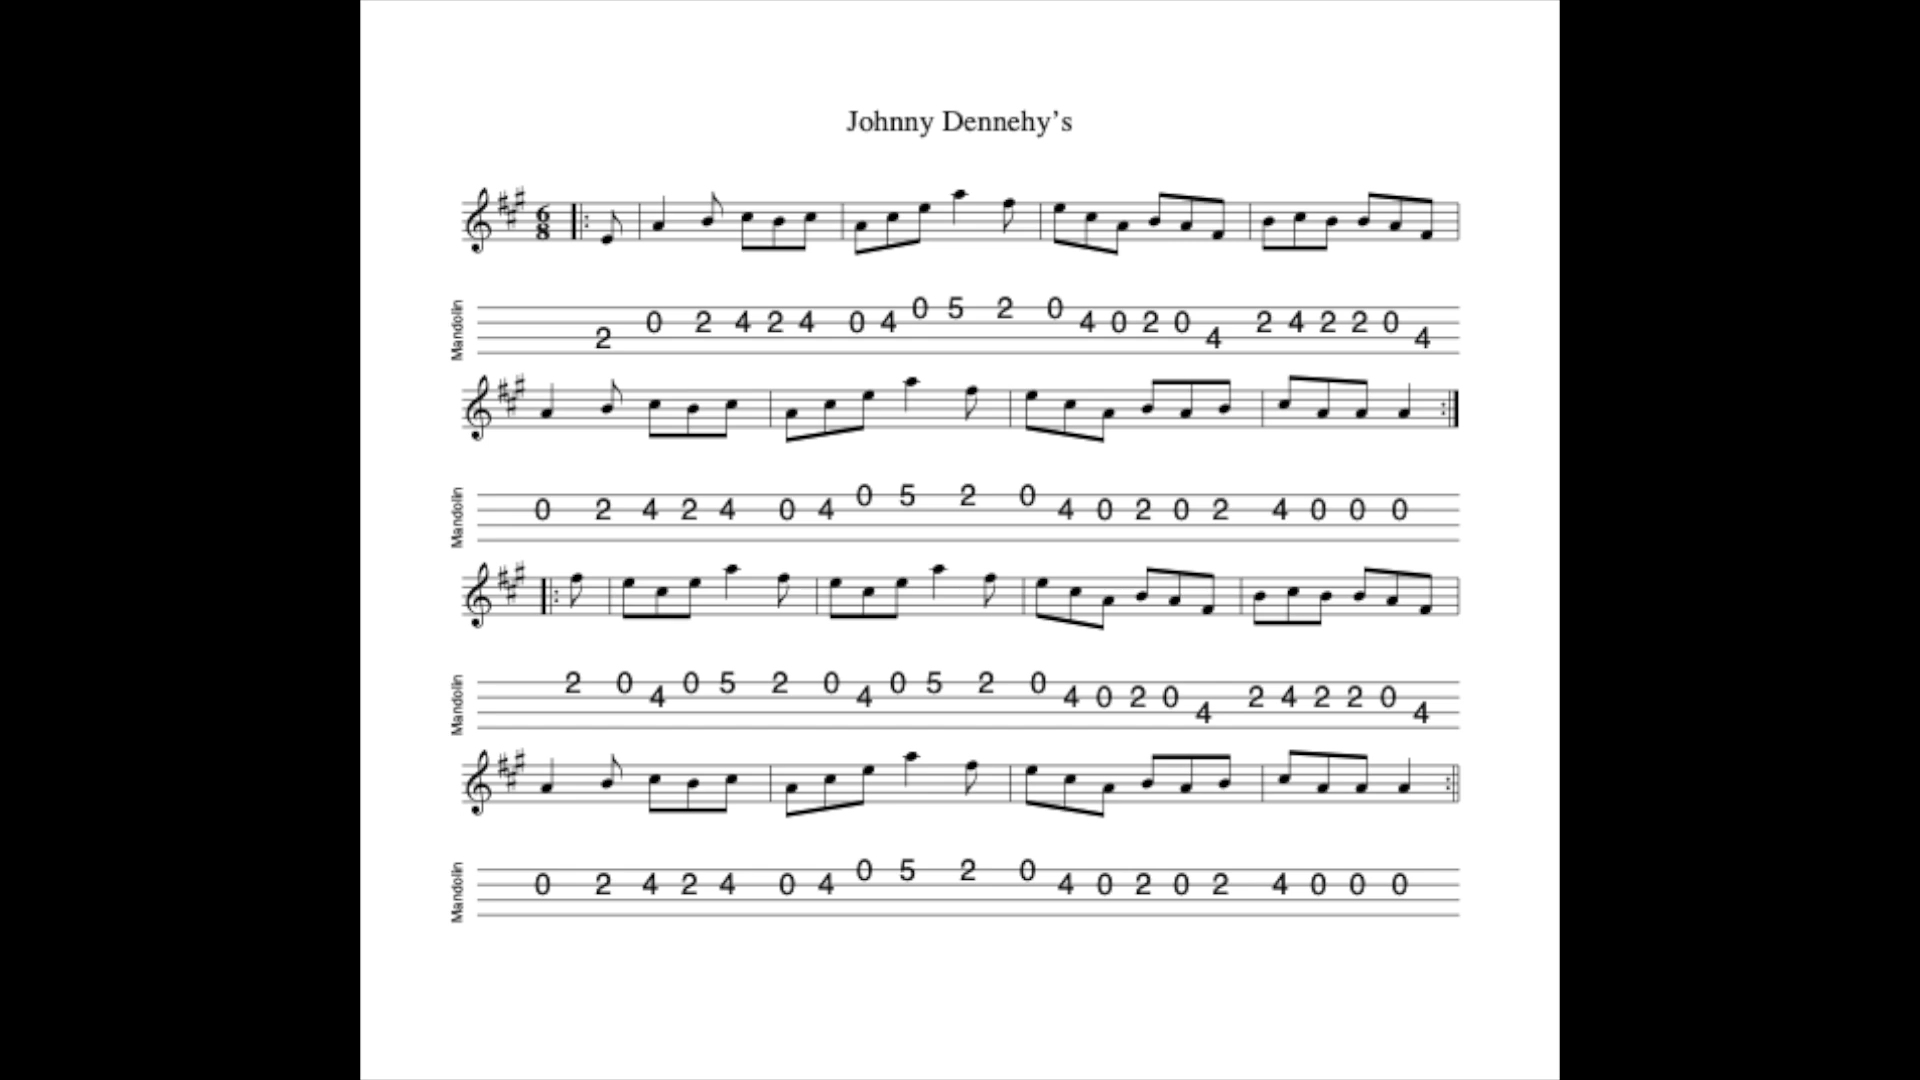 Johnny Dennehy’s
6
8
Mandolin
2 0 2 4 2 4 0 4 0 5 2 0 4 0 2 0 4 2 4 2 2 0 4
Mandolin
0 2 4 2 4 0 4 0 5 2 0 4 0 2 0 2 4 0 0 0
Mandolin
2 0 4 0 5 2 0 4 0 5 2 0 4 0 2 0 4 2 4 2 2 0 4
Mandolin
0 2 4 2 4 0 4 0 5 2 0 4 0 2 0 2 4 0 0 0